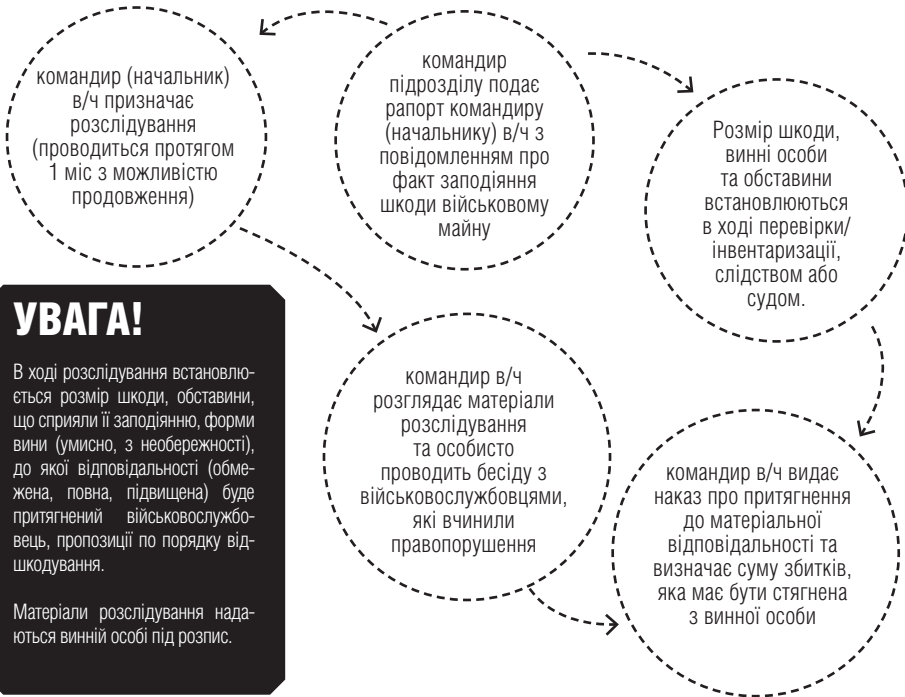 командир (начальник)
в/ч призначає
розслідування
(проводиться протягом
1 міс з можливістю
продовження)
командир
підрозділу подає
рапорт командиру
(начальнику) в/ч з
повідомленням про
факт заподіяння
шкоди військовому
майну
Розмір шкоди,
винні особи
та обставини
встановлюються
в ході перевірки/
інвентаризації,
слідством або
судом.
УВАГА!
В ході розслідування встановлю-
ється розмір шкоди, обставини,
що сприяли її заподіянню, форми
вини (умисно, з необережності),
до якої відповідальності (обме-
жена, повна, підвищена) буде
притягнений військовослужбо-
вець, пропозиції по порядку від-
шкодування.
Матеріали розслідування нада-
ються винній особі під розпис.
командир в/ч
розглядає матеріали
розслідування
та особисто
проводить бесіду з
військовослужбовцями,
які вчинили
правопорушення
командир в/ч видає
наказ про притягнення
до матеріальної
відповідальності та
визначає суму збитків,
яка має бути стягнена
з винної особи